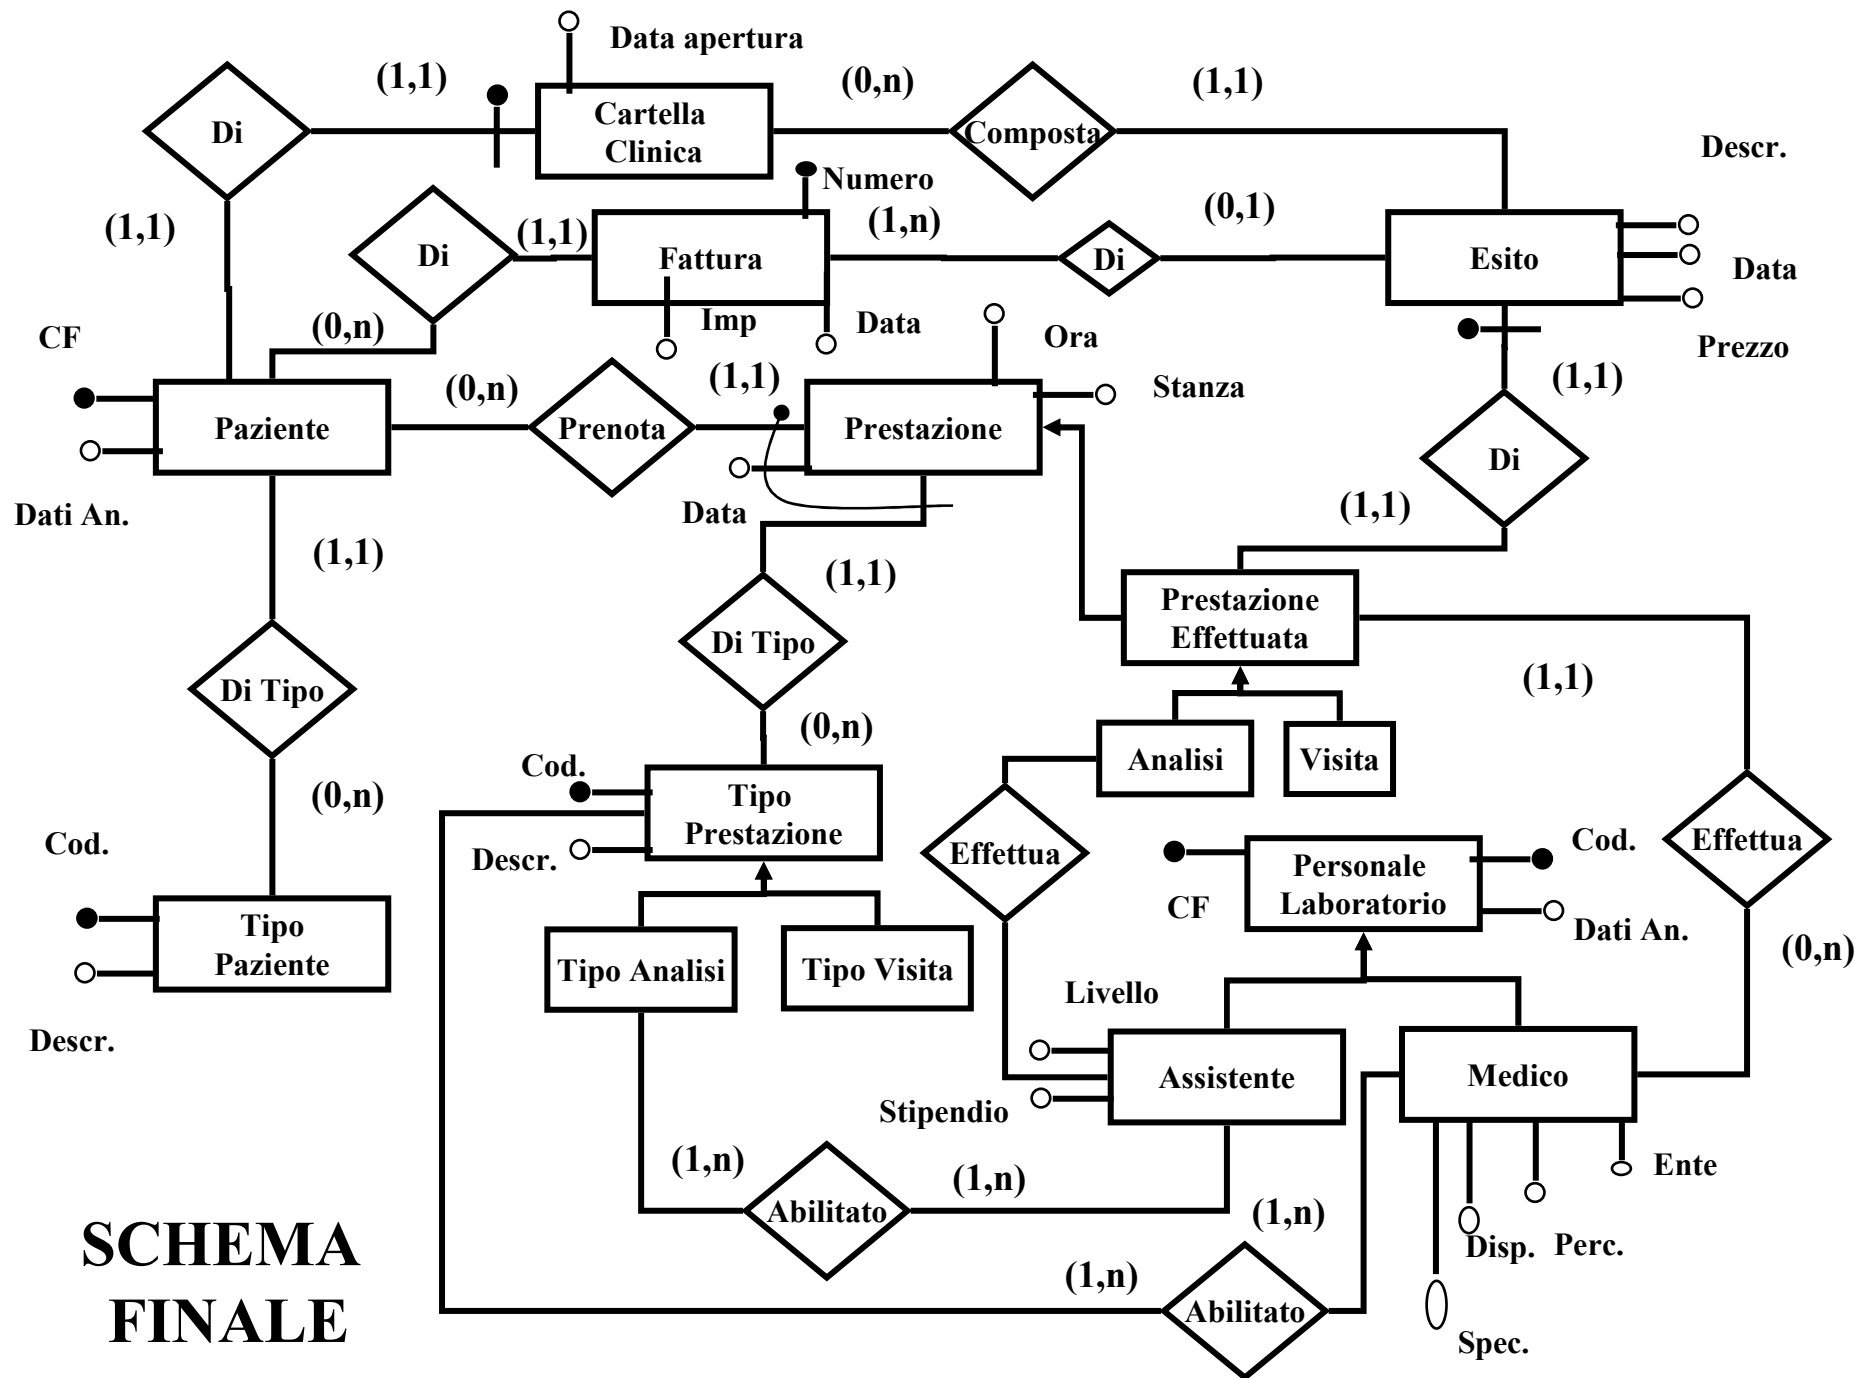 Data apertura
(1,1)
(0,n)
(1,1)
Di
Cartella
Clinica
Composta
Descr.
Numero
(1,1)
(1,1)
(1,n)
(0,1)
Di
Fattura
Di
Esito
Data
CF
(0,n)
Imp
Data
Ora
Prezzo
(0,n)
(1,1)
Stanza
(1,1)
Paziente
Prenota
Prestazione
Di
Dati An.
Data
(1,1)
(1,1)
(1,1)
Prestazione
Effettuata
Di Tipo
Di Tipo
(1,1)
(0,n)
Analisi
Visita
Cod.
(0,n)
Tipo
Prestazione
Cod.
Descr.
Effettua
Personale
Laboratorio
Cod.
Effettua
CF
Dati An.
(0,n)
Tipo
Paziente
Tipo Analisi
Tipo Visita
Livello
Descr.
Assistente
Medico
Stipendio
(1,n)
(1,n)
Ente
Abilitato
(1,n)
SCHEMA
FINALE
Disp.
Perc.
(1,n)
Abilitato
Spec.